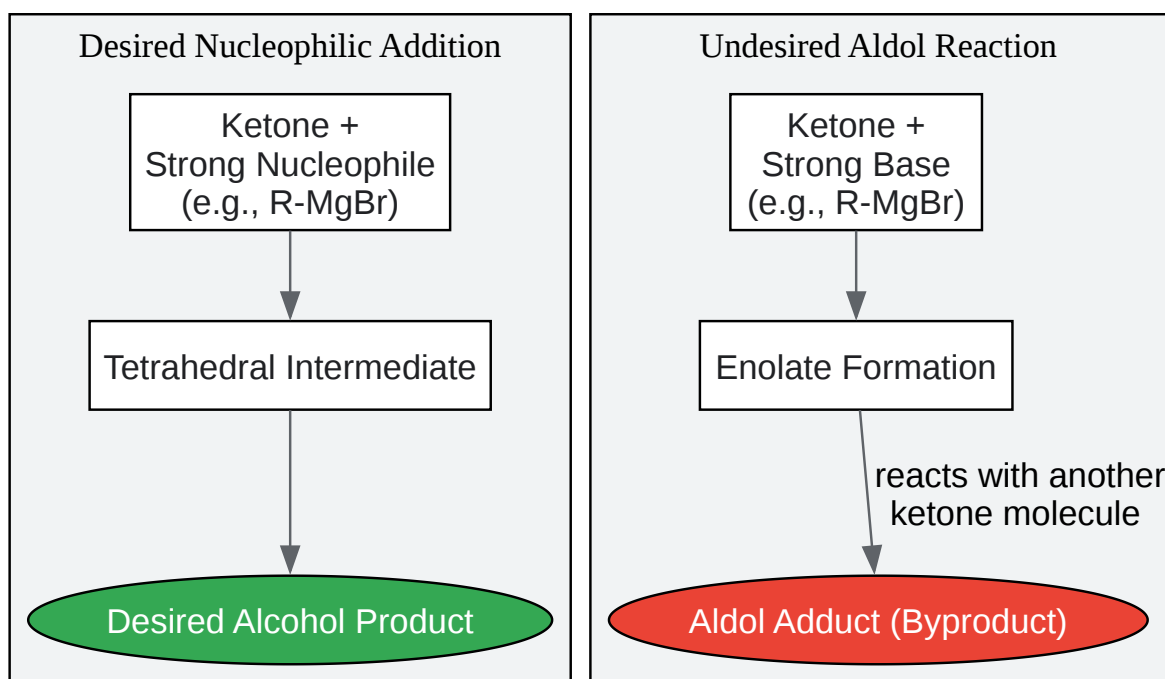 Desired Nucleophilic Addition
Ketone +
Strong Nucleophile
(e.g., R-MgBr)
Tetrahedral Intermediate
Desired Alcohol Product
Undesired Aldol Reaction
Ketone +
Strong Base
(e.g., R-MgBr)
Enolate Formation
reacts with another
ketone molecule
Aldol Adduct (Byproduct)